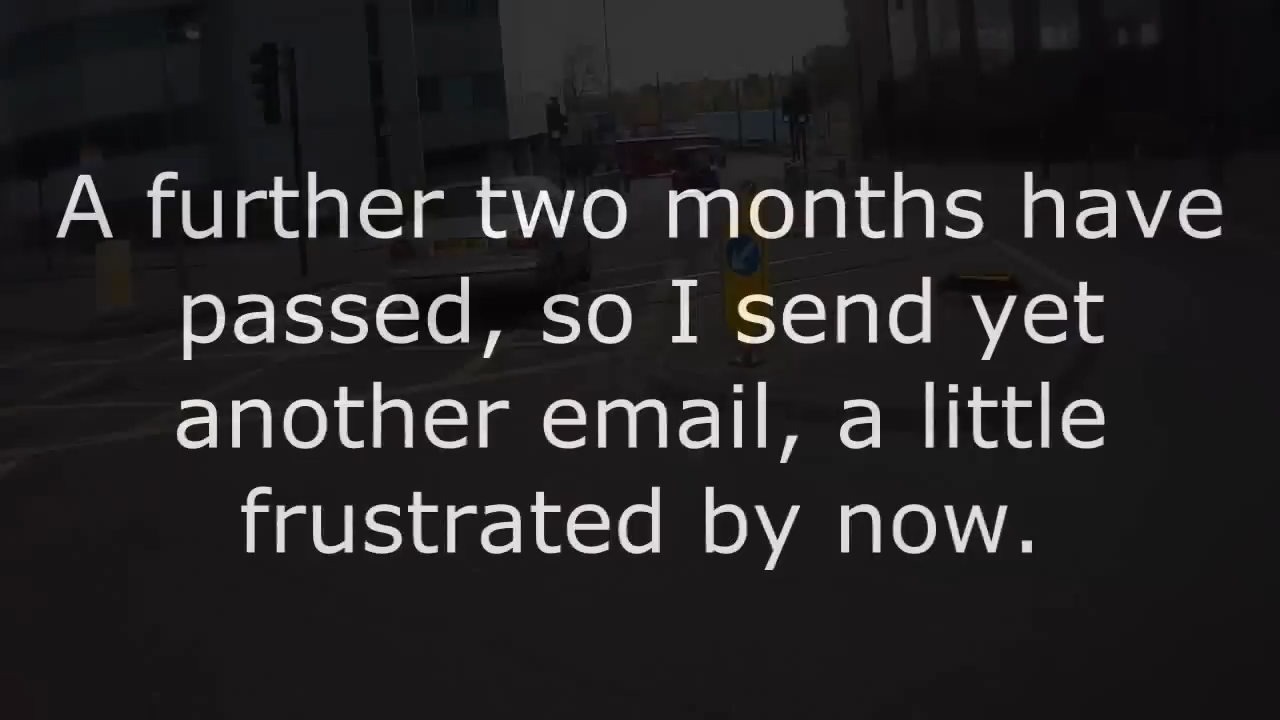 A further two months have
passed, so I send yet
another email, a little
frustrated by now.